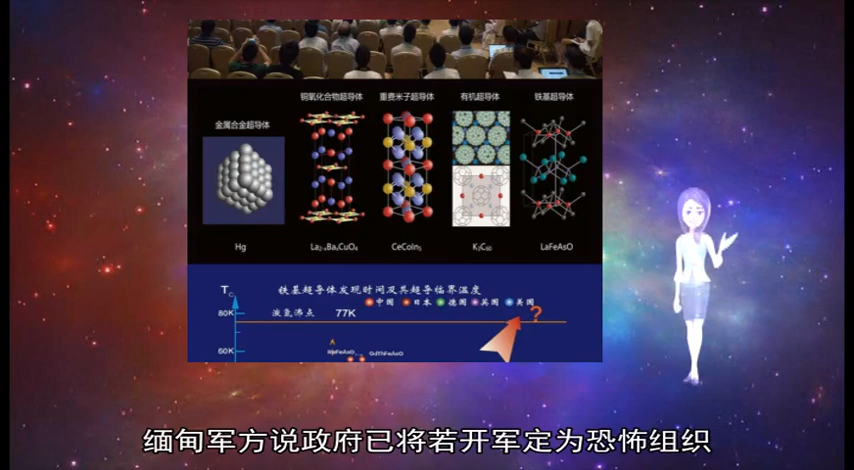 铜氧化合物超导体 重费米子超导体 有机超导体 铁基超导体
金属合金超导体
Hg La₂₋ₓBaₓCuO₄ CeCoIn₅ K₃C₆₀ LaFeAsO
铁基超导体发现时间及其超导临界温度
Tc
中国 日本 德国 英国 美国
80K 液氮沸点 77K ?
60K GdThFeAsO
缅甸军方说政府已将若开军定为恐怖组织